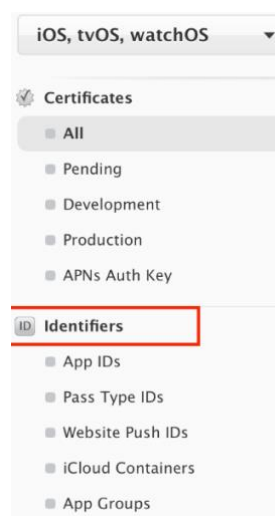 iOS, tvOS, watchOS
Certificates
All
Pending
Development
Production
APNs Auth Key
ID Identifiers
App IDs
Pass Type IDs
Website Push IDs
iCloud Containers
App Groups